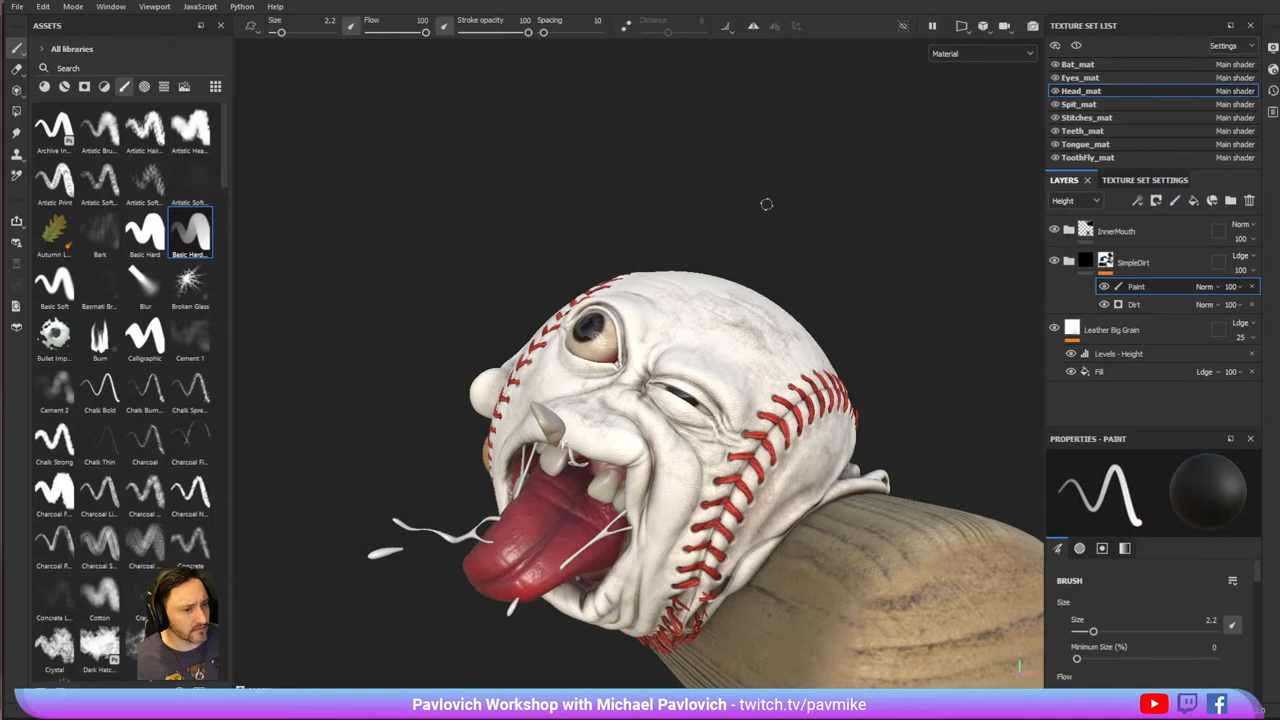 File Edit Mode Window Viewport JavaScript Python Help
ASSETS
All libraries
Search
Archive In...
Artistic Bru...
Artistic Hair...
Artistic Hea...
Artistic Print
Artistic Soft...
Artistic Soft...
Artistic Soft...
Autumn L...
Bark
Basic Hard
Basic Hard...
Basic Soft
Basmati Br...
Blur
Broken Glass
Bullet Imp...
Burn
Calligraphic
Cement 1
Cement 2
Chalk Bold
Chalk Bum...
Chalk Spre...
Chalk Strong
Chalk Thin
Charcoal
Charcoal Fi...
Charcoal F...
Charcoal Li...
Charcoal M...
Charcoal N...
Charcoal R...
Charcoal S...
Charcoal ...
Concrete
Concrete L...
Cotton
Crystal
Dark Hatc...
Size 2.2
Flow 100
Stroke opacity 100
Spacing 10
Distance 8
Material
TEXTURE SET LIST
Settings
Bat_mat Main shader
Eyes_mat Main shader
Head_mat Main shader
Spit_mat Main shader
Stitches_mat Main shader
Teeth_mat Main shader
Tongue_mat Main shader
ToothFly_mat Main shader
LAYERS TEXTURE SET SETTINGS
Height
InnerMouth Norm 100
SimpleDirt Ldge 100
Paint Norm 100
Dirt Norm 100
Leather Big Grain Ldge 25
Levels - Height
Fill Ldge 100
PROPERTIES - PAINT
BRUSH
Size
Size 2.2
Minimum Size (%) 0
Flow
Pavlovich Workshop with Michael Pavlovich - twitch.tv/pavmike